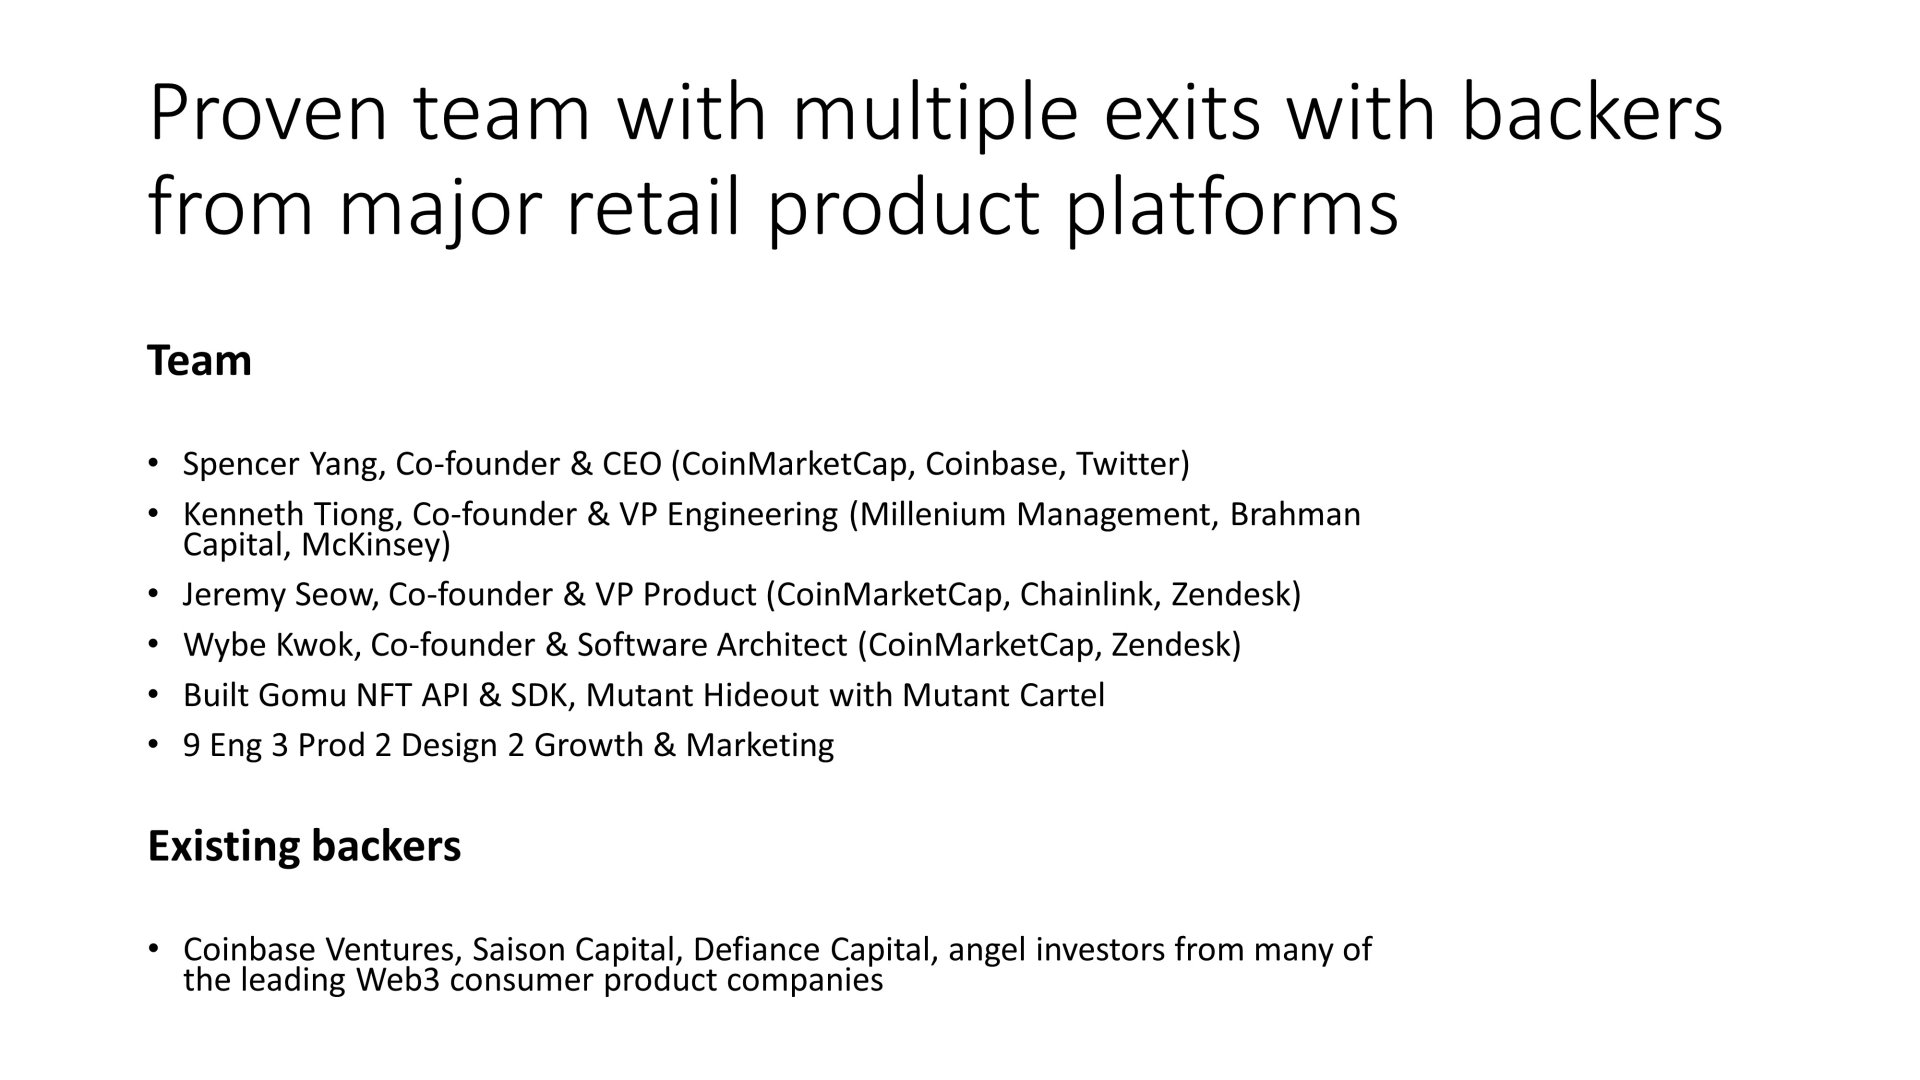 Proven team with multiple exits with backers
from major retail product platforms
Team
• Spencer Yang, Co-founder & CEO (CoinMarketCap, Coinbase, Twitter)
• Kenneth Tiong, Co-founder & VP Engineering (Millenium Management, Brahman
Capital, McKinsey)
• Jeremy Seow, Co-founder & VP Product (CoinMarketCap, Chainlink, Zendesk)
• Wybe Kwok, Co-founder & Software Architect (CoinMarketCap, Zendesk)
• Built Gomu NFT API & SDK, Mutant Hideout with Mutant Cartel
• 9 Eng 3 Prod 2 Design 2 Growth & Marketing
Existing backers
• Coinbase Ventures, Saison Capital, Defiance Capital, angel investors from many of
the leading Web3 consumer product companies